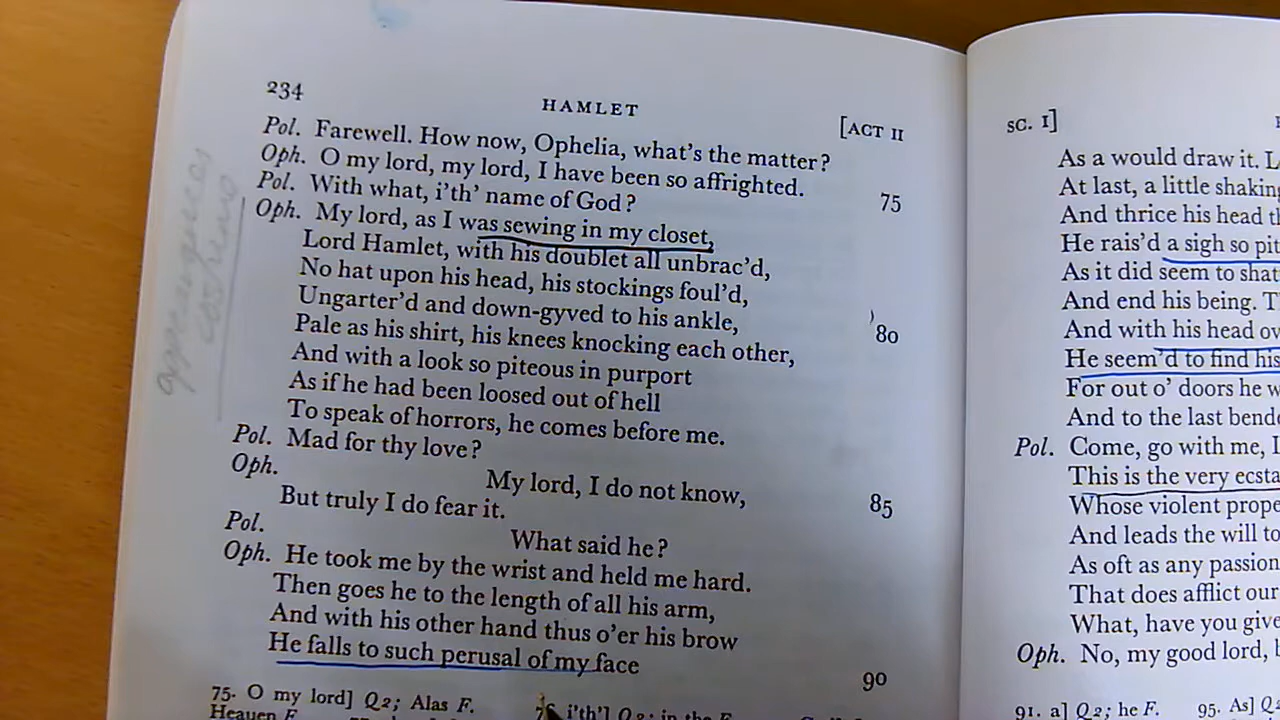 234
HAMLET
[ACT II
Pol. Farewell. How now, Ophelia, what's the matter?
Oph. O my lord, my lord, I have been so affrighted.
Pol. With what, i'th' name of God? 75
Oph. My lord, as I was sewing in my closet,
Lord Hamlet, with his doublet all unbrac'd,
No hat upon his head, his stockings foul'd,
Ungarter'd and down-gyved to his ankle,
Pale as his shirt, his knees knocking each other, 80
And with a look so piteous in purport
As if he had been loosed out of hell
To speak of horrors, he comes before me.
Pol. Mad for thy love?
Oph. My lord, I do not know, 85
But truly I do fear it.
Pol. What said he?
Oph. He took me by the wrist and held me hard.
Then goes he to the length of all his arm,
And with his other hand thus o'er his brow
He falls to such perusal of my face 90
75. O my lord] Q2; Alas F.
76. i'th'] Q2; in the F.
Heauen F.
SC. I]
As a would draw it.
At last, a little
And thrice his head
He rais'd a sigh so
As it did seem to
And end his being.
And with his head
He seem'd to find his
For out o' doors he
And to the last
Pol. Come, go with me,
This is the very
Whose violent
And leads the will to
As oft as any passion
That does afflict our
What, have you
Oph. No, my good lord,
91. a] Q2; he F.
95. As]